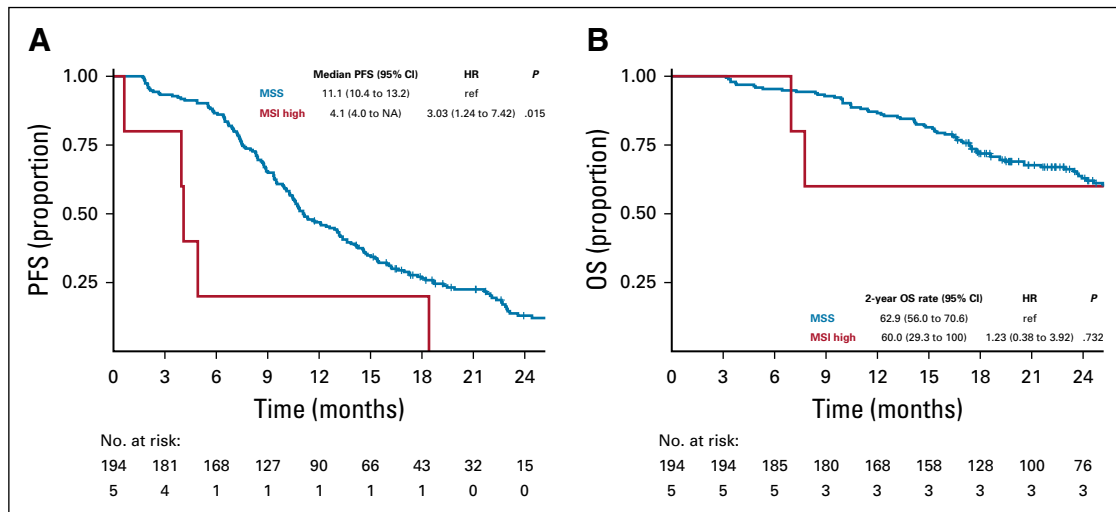 A
Median PFS (95% CI) HR P
MSS 11.1 (10.4 to 13.2) ref
MSI high 4.1 (4.0 to NA) 3.03 (1.24 to 7.42) .015
1.00
0.75
0.50
0.25
PFS (proportion)
0 3 6 9 12 15 18 21 24
Time (months)
No. at risk:
194 181 168 127 90 66 43 32 15
5 4 1 1 1 1 1 0 0
B
1.00
0.75
0.50
0.25
OS (proportion)
2-year OS rate (95% CI) HR P
MSS 62.9 (56.0 to 70.6) ref
MSI high 60.0 (29.3 to 100) 1.23 (0.38 to 3.92) .732
0 3 6 9 12 15 18 21 24
Time (months)
No. at risk:
194 194 185 180 168 158 128 100 76
5 5 5 3 3 3 3 3 3